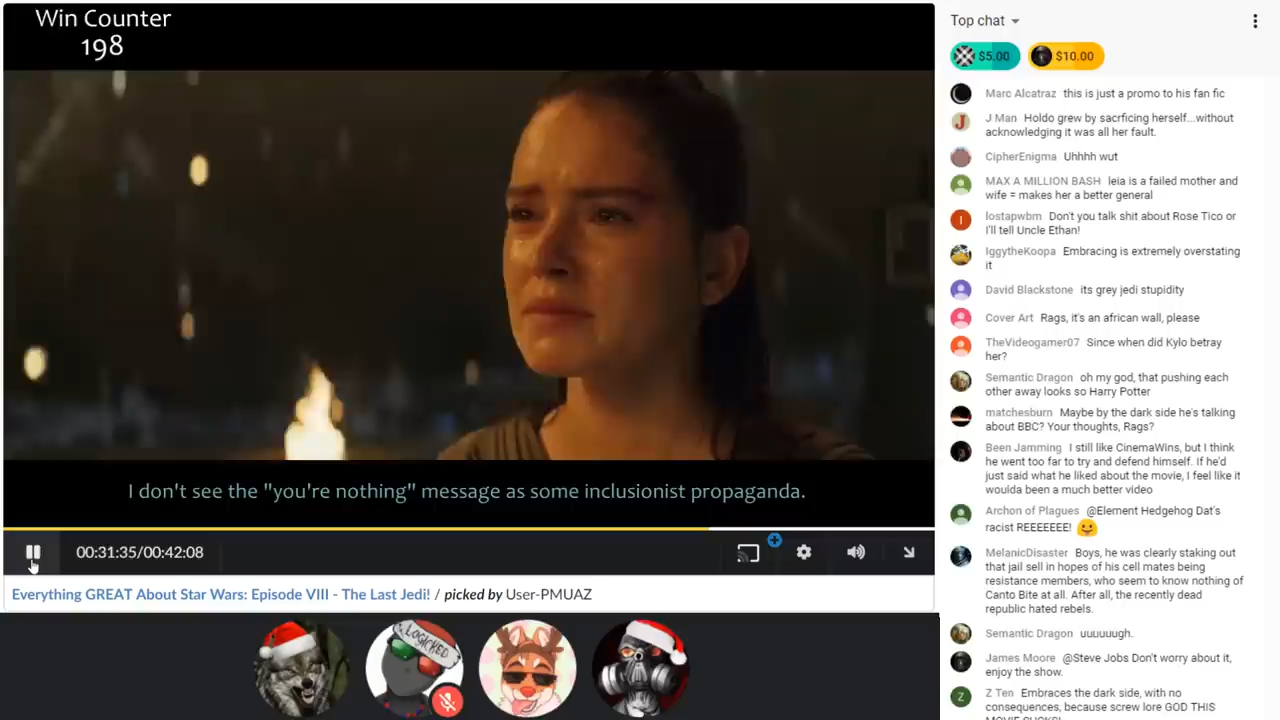 Win Counter
198
I don't see the "you're nothing" message as some inclusionist propaganda.
00:31:35/00:42:08
Everything GREAT About Star Wars: Episode VIII - The Last Jedi! / picked by User-PMUAZ
LOGICKED
Top chat
$5.00
$10.00
Marc Alcatraz this is just a promo to his fan fic
J Man Holdo grew by sacrficing herself...without
acknowledging it was all her fault.
CipherEnigma Uhhhh wut
MAX A MILLION BASH leia is a failed mother and
wife = makes her a better general
lostapwbm Don't you talk shit about Rose Tico or
I'll tell Uncle Ethan!
IggytheKoopa Embracing is extremely overstating
it
David Blackstone its grey jedi stupidity
Cover Art Rags, it's an african wall, please
TheVideogamer07 Since when did Kylo betray
her?
Semantic Dragon oh my god, that pushing each
other away looks so Harry Potter
matchesburn Maybe by the dark side he's talking
about BBC? Your thoughts, Rags?
Been Jamming I still like CinemaWins, but I think
he went too far to try and defend himself. If he'd
just said what he liked about the movie, I feel like it
woulda been a much better video
Archon of Plagues @Element Hedgehog Dat's
racist REEEEEEE!
MelanicDisaster Boys, he was clearly staking out
that jail sell in hopes of his cell mates being
resistance members, who seem to know nothing of
Canto Bite at all. After all, the recently dead
republic hated rebels.
Semantic Dragon uuuuuugh.
James Moore @Steve Jobs Don't worry about it,
enjoy the show.
Z Ten Embraces the dark side, with no
consequences, because screw lore GOD THIS
MOVIE SUCKS!